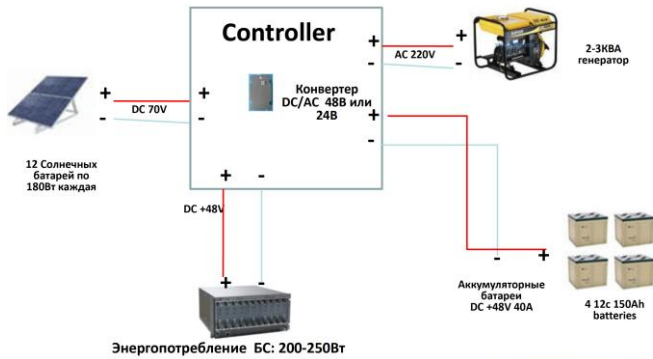 Controller
+
AC 220V
+
-
-
2-3КВА
генератор
Конвертер
DC/AC 48В или
24В
+
+
DC 70V
-
-
+
-
12 Солнечных
батарей по
180Вт каждая
+
-
DC +48V
+
-
-
+
Аккумуляторные
батареи
DC +48V 40A
4 12с 150Ah
batteries
Энергопотребление БС: 200-250Вт